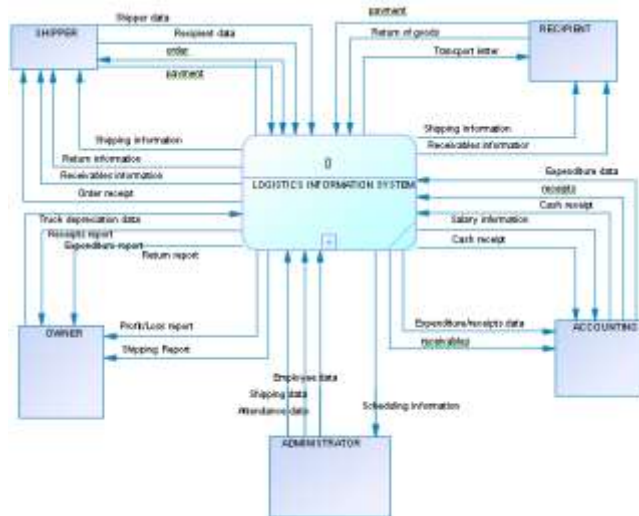 Shipper data
payment
SHIPPER
Recipient data
Return of goods
RECIPIENT
order
Transport letter
payment
Shipping information
Shipping information
Return information
Receivables information
Receivables information
Order receipt
0
LOGISTICS INFORMATION SYSTEM
+
Expenditure data
receipts
Cash receipt
Truck depreciation data
Salary information
Receipts report
Cash receipt
Expenditure report
Return report
OWNER
Profit/Loss report
Expenditure/receipts data
ACCOUNTING
Shipping Report
receivables
Employee data
Shipping data
Attendance data
Scheduling Information
ADMINISTRATOR